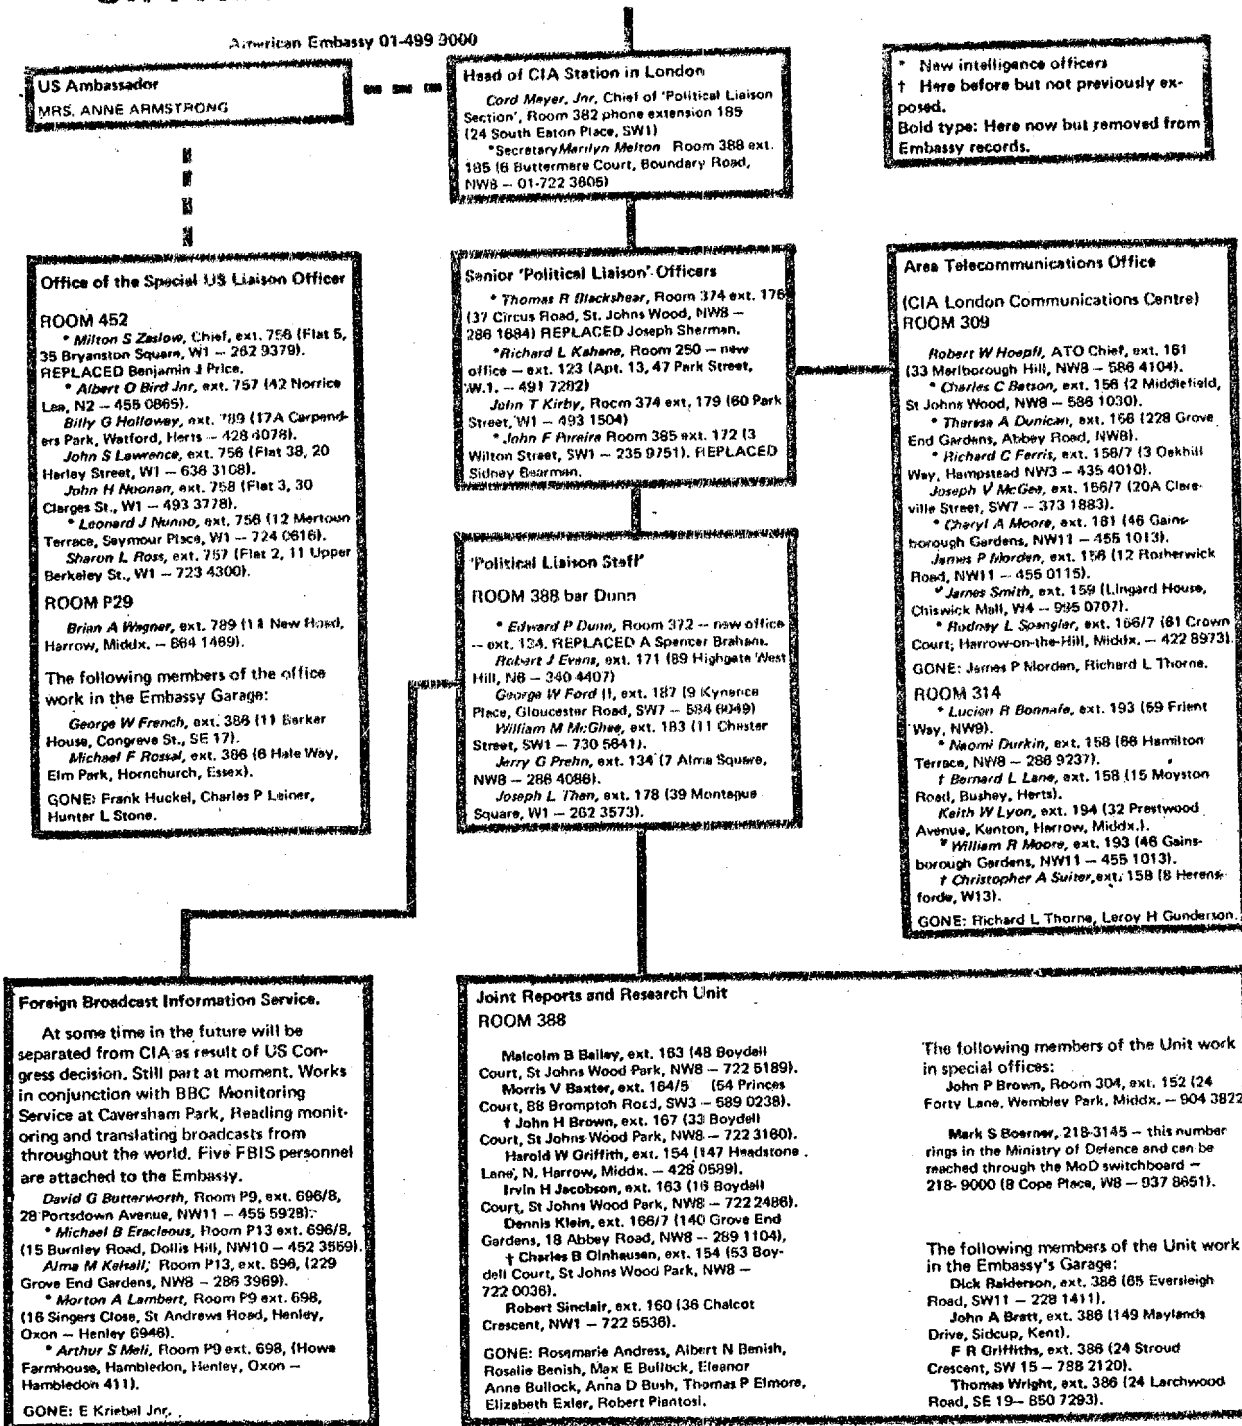 American Embassy 01-499 9000
US Ambassador
MRS. ANNE ARMSTRONG
Head of CIA Station in London
Cord Meyer, Jnr, Chief of 'Political Liaison
Section', Room 382 phone extension 185
(24 South Eaton Place, SW1)
*Secretary Marilyn Melton Room 388 ext.
185 (6 Buttermere Court, Boundary Road,
NW8 – 01-722 3605)
* New intelligence officers
† Here before but not previously ex-
posed.
Bold type: Here now but removed from
Embassy records.
Office of the Special US Liaison Officer
ROOM 452
* Milton S Zaslow, Chief, ext. 756 (Flat 5,
35 Bryanston Square, W1 – 262 9379).
REPLACED Benjamin J Price.
* Albert O Bird Jnr, ext. 757 (42 Norrice
Lea, N2 – 455 0865).
Billy G Holloway, ext. 789 (17A Carpend-
ers Park, Watford, Herts – 428 4078).
John S Lawrence, ext. 756 (Flat 38, 20
Harley Street, W1 – 636 3108).
John H Noonan, ext. 758 (Flat 3, 30
Clarges St., W1 – 493 3778).
* Leonard J Nunno, ext. 756 (12 Mertoun
Terrace, Seymour Place, W1 – 724 0616).
Sharon L Ross, ext. 757 (Flat 2, 11 Upper
Berkeley St., W1 – 723 4300).
ROOM P29
Brian A Wagner, ext. 789 (11 New Road,
Harrow, Middx. – 864 1469).
The following members of the office
work in the Embassy Garage:
George W French, ext. 386 (11 Barker
House, Congreve St., SE 17).
Michael F Rossal, ext. 386 (6 Hale Way,
Elm Park, Hornchurch, Essex).
GONE: Frank Huckel, Charles P Leiner,
Hunter L Stone.
Senior 'Political Liaison' Officers
* Thomas R Blackshear, Room 374 ext. 176
(37 Circus Road, St. Johns Wood, NW8 –
286 1684) REPLACED Joseph Sherman.
*Richard L Kahane, Room 250 – new
office – ext. 123 (Apt. 13, 47 Park Street,
W.1. – 491 7282)
John T Kirby, Room 374 ext. 179 (60 Park
Street, W1 – 493 1504)
* John F Pereira Room 385 ext. 172 (3
Wilton Street, SW1 – 235 9751). REPLACED
Sidney Bearman.
'Political Liaison Staff'
ROOM 388 bar Dunn
* Edward P Dunn, Room 372 – new office
– ext. 134. REPLACED A Spencer Braham.
Robert J Evans, ext. 171 (89 Highgate West
Hill, N6 – 340 4407)
George W Ford II, ext. 187 (9 Kynance
Place, Gloucester Road, SW7 – 584 6049)
William M McGhee, ext. 183 (11 Chester
Street, SW1 – 730 5641).
Jerry G Prehn, ext. 134 (7 Alma Square,
NW8 – 286 4086).
Joseph L Then, ext. 178 (39 Montague
Square, W1 – 262 3573).
Area Telecommunications Office
(CIA London Communications Centre)
ROOM 309
Robert W Hoepfl, ATO Chief, ext. 161
(33 Marlborough Hill, NW8 – 586 4104).
* Charles C Batson, ext. 156 (2 Middlefield,
St Johns Wood, NW8 – 586 1030).
* Theresa A Dunican, ext. 166 (228 Grove
End Gardens, Abbey Road, NW8).
* Richard C Ferris, ext. 156/7 (3 Oakhill
Way, Hampstead NW3 – 435 4010).
Joseph V McGee, ext. 156/7 (20A Clare-
ville Street, SW7 – 373 1883).
* Cheryl A Moore, ext. 161 (46 Gains-
borough Gardens, NW11 – 455 1013).
James P Morden, ext. 156 (12 Rotherwick
Road, NW11 – 455 0115).
* James Smith, ext. 159 (Lingard House,
Chiswick Mall, W4 – 995 0707).
* Rodney L Spangler, ext. 156/7 (61 Crown
Court, Harrow-on-the-Hill, Middx. – 422 8973).
GONE: James P Morden, Richard L Thorne.
ROOM 314
* Lucien R Bonnafe, ext. 193 (59 Frient
Way, NW9).
* Naomi Durkin, ext. 158 (66 Hamilton
Terrace, NW8 – 286 9237).
† Bernard L Lane, ext. 158 (15 Moyston
Road, Bushey, Herts).
Keith W Lyon, ext. 194 (32 Prestwood
Avenue, Kenton, Harrow, Middx.).
* William R Moore, ext. 193 (46 Gains-
borough Gardens, NW11 – 455 1013).
† Christopher A Suiter, ext. 158 (8 Herens-
forde, W13).
GONE: Richard L Thorne, Leroy H Gunderson.
Foreign Broadcast Information Service.
At some time in the future will be
separated from CIA as result of US Con-
gress decision. Still part at moment. Works
in conjunction with BBC Monitoring
Service at Caversham Park, Reading monit-
oring and translating broadcasts from
throughout the world. Five FBIS personnel
are attached to the Embassy.
David G Butterworth, Room P9, ext. 696/8,
28 Portsdown Avenue, NW11 – 455 5928).
* Michael B Eracleous, Room P13 ext. 696/8,
(15 Burnley Road, Dollis Hill, NW10 – 452 3559).
Alma M Kehall, Room P13, ext. 696, (229
Grove End Gardens, NW8 – 286 3969).
* Morton A Lambert, Room P9 ext. 698,
(16 Singers Close, St Andrews Road, Henley,
Oxon – Henley 6946).
* Arthur S Meli, Room P9 ext. 698, (Howe
Farmhouse, Hambledon, Henley, Oxon –
Hambledon 411).
GONE: E Kriebel Jnr.
Joint Reports and Research Unit
ROOM 388
Malcolm B Bailey, ext. 163 (48 Boydell
Court, St Johns Wood Park, NW8 – 722 5189).
Morris V Baxter, ext. 164/5 (54 Princes
Court, 88 Brompton Road, SW3 – 589 0238).
† John H Brown, ext. 167 (33 Boydell
Court, St Johns Wood Park, NW8 – 722 3160).
Harold W Griffith, ext. 154 (147 Headstone
Lane, N. Harrow, Middx. – 428 0589).
Irvin H Jacobson, ext. 163 (16 Boydell
Court, St Johns Wood Park, NW8 – 722 2486).
Dennis Klein, ext. 166/7 (140 Grove End
Gardens, 18 Abbey Road, NW8 – 289 1104),
† Charles B Olnhausen, ext. 154 (53 Boy-
dell Court, St Johns Wood Park, NW8 –
722 0036).
Robert Sinclair, ext. 160 (36 Chalcot
Crescent, NW1 – 722 5536).
GONE: Rosemarie Andress, Albert N Benish,
Rosalie Benish, Max E Bullock, Eleanor
Anne Bullock, Anna D Bush, Thomas P Elmore,
Elizabeth Exler, Robert Plantosi.
The following members of the Unit work
in special offices:
John P Brown, Room 304, ext. 152 (24
Forty Lane, Wembley Park, Middx. – 904 3822
Mark S Boerner, 218-3145 – this number
rings in the Ministry of Defence and can be
reached through the MoD switchboard –
218-9000 (8 Cope Place, W8 – 937 8651).
The following members of the Unit work
in the Embassy's Garage:
Dick Balderson, ext. 386 (65 Eversleigh
Road, SW11 – 228 1411).
John A Bratt, ext. 386 (149 Maylands
Drive, Sidcup, Kent).
F R Griffiths, ext. 386 (24 Stroud
Crescent, SW 15 – 788 2120).
Thomas Wright, ext. 386 (24 Larchwood
Road, SE 19 – 850 7293).